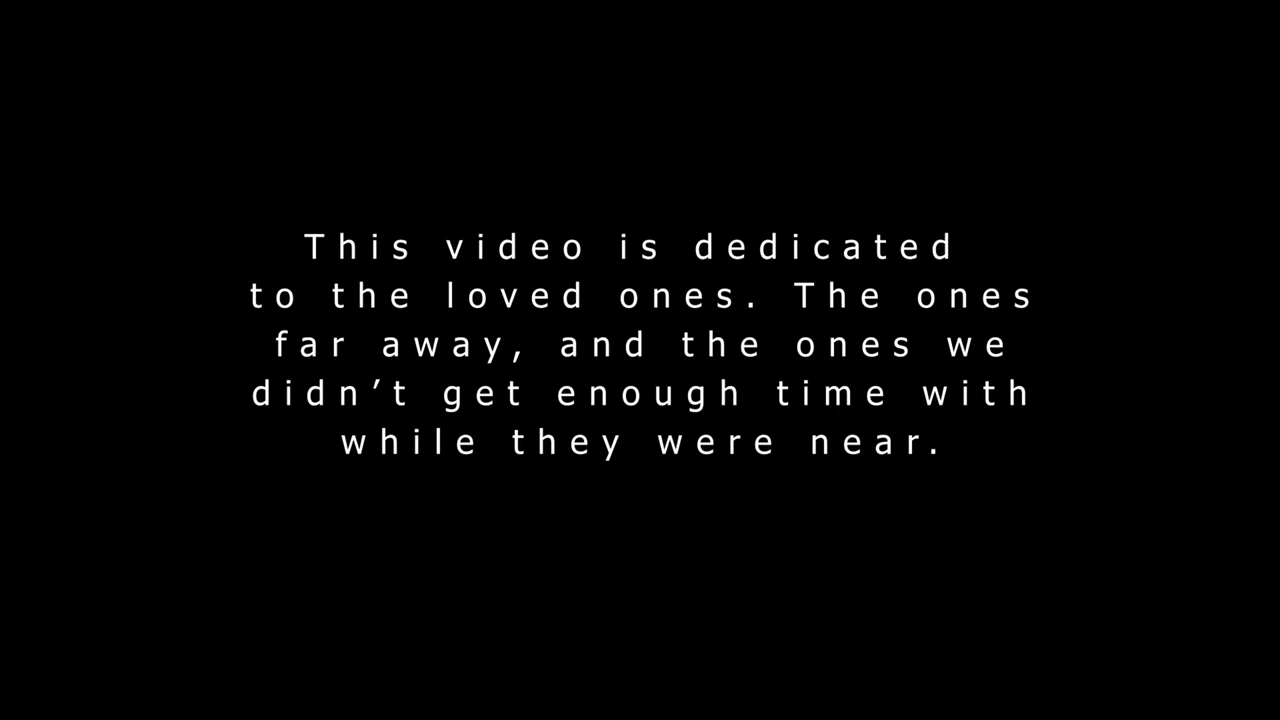 This video is dedicated
to the loved ones. The ones
far away, and the ones we
didn’t get enough time with
while they were near.